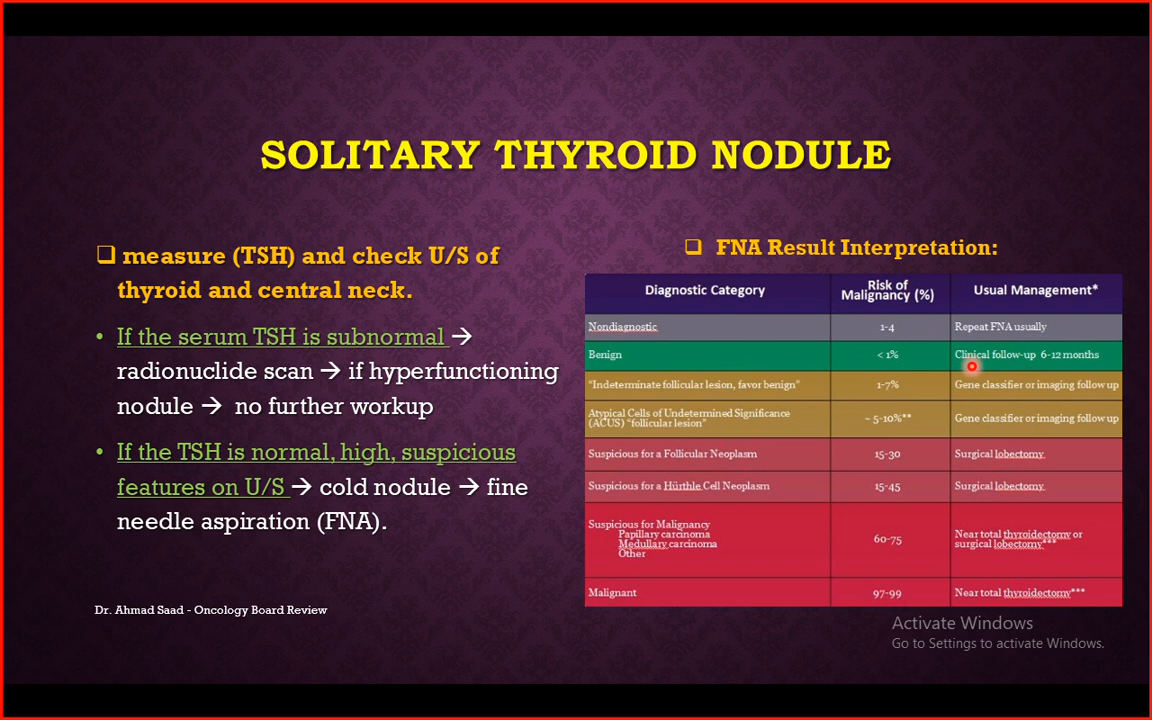 SOLITARY THYROID NODULE
❑ measure (TSH) and check U/S of
thyroid and central neck.
• If the serum TSH is subnormal →
radionuclide scan → if hyperfunctioning
nodule → no further workup
• If the TSH is normal, high, suspicious
features on U/S → cold nodule → fine
needle aspiration (FNA).
Dr. Ahmad Saad - Oncology Board Review
❑ FNA Result Interpretation:
Diagnostic Category
Risk of
Malignancy (%)
Usual Management*
Nondiagnostic
1-4
Repeat FNA usually
Benign
< 1%
Clinical follow-up 6-12 months
“Indeterminate follicular lesion, favor benign”
1-7%
Gene classifier or imaging follow up
Atypical Cells of Undetermined Significance
(ACUS) “follicular lesion”
~ 5-10%**
Gene classifier or imaging follow up
Suspicious for a Follicular Neoplasm
15-30
Surgical lobectomy
Suspicious for a Hürthle Cell Neoplasm
15-45
Surgical lobectomy
Suspicious for Malignancy
Papillary carcinoma
Medullary carcinoma
Other
60-75
Near total thyroidectomy or
surgical lobectomy***
Malignant
97-99
Near total thyroidectomy***
Activate Windows
Go to Settings to activate Windows.